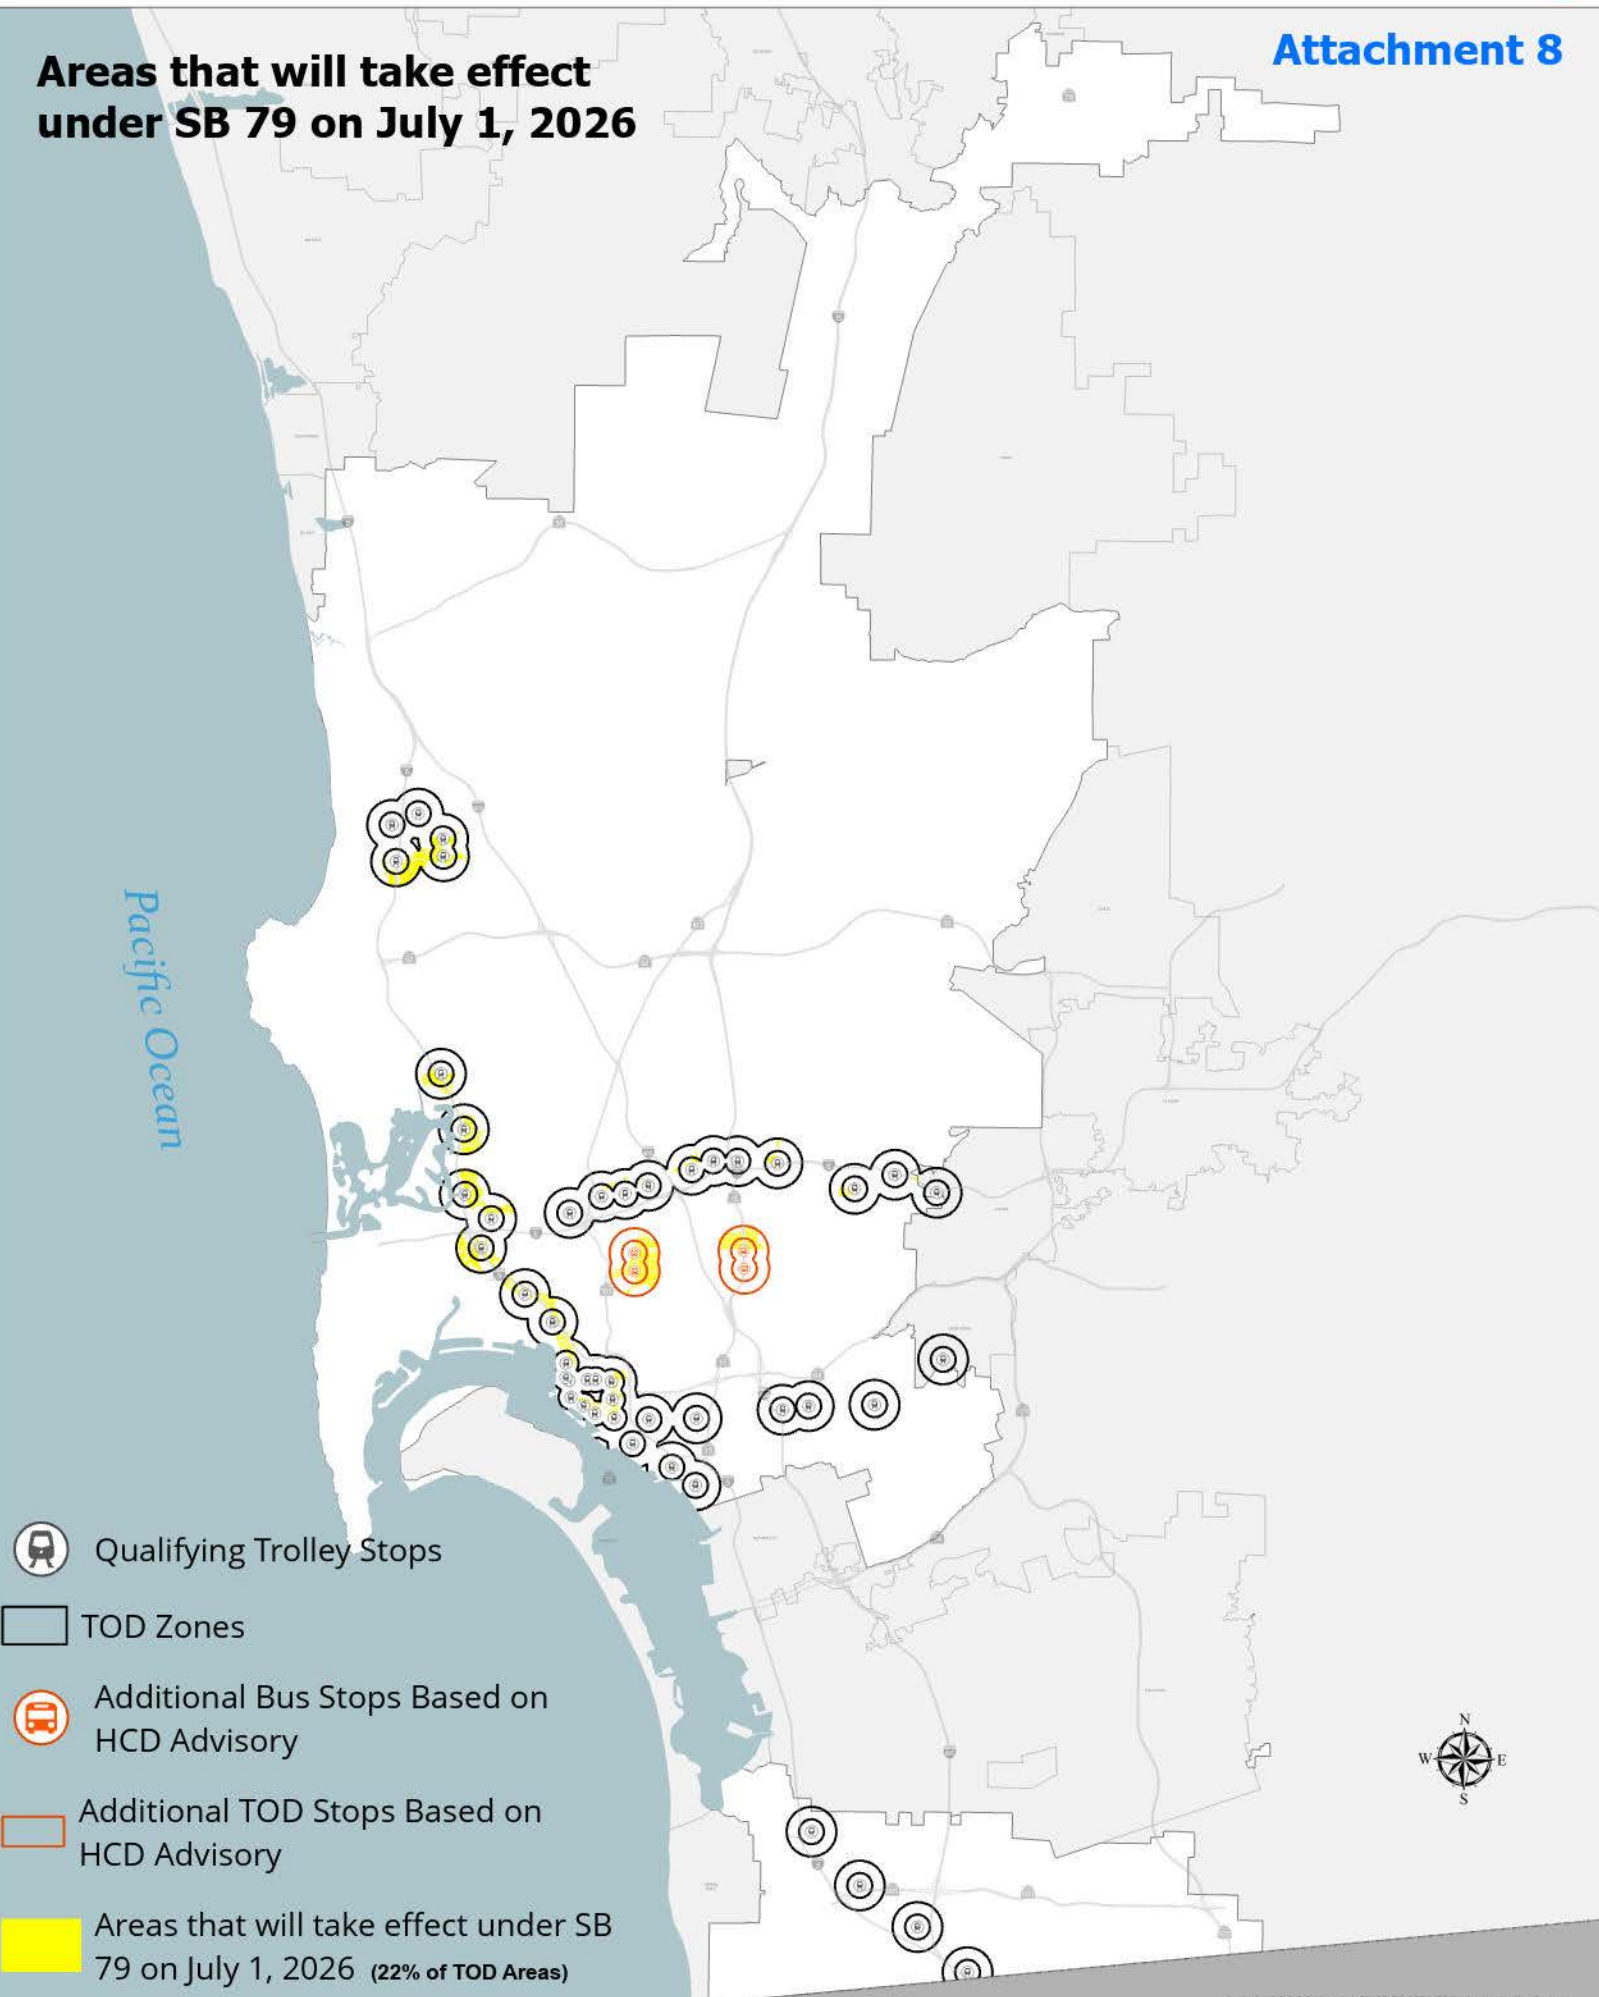 Areas that will take effect
under SB 79 on July 1, 2026
Attachment 8
Pacific Ocean
Qualifying Trolley Stops
TOD Zones
Additional Bus Stops Based on
HCD Advisory
Additional TOD Stops Based on
HCD Advisory
Areas that will take effect under SB
79 on July 1, 2026 (22% of TOD Areas)
N
W
E
S